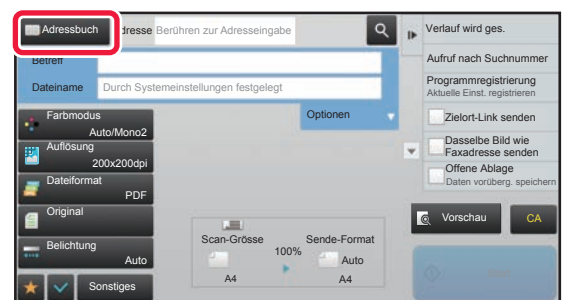 Adressbuch
dresse Berühren zur Adresseingabe
Betreff
Dateiname Durch Systemeinstellungen festgelegt
Optionen
Farbmodus
Auto/Mono2
Auflösung
200x200dpi
Dateiformat
PDF
Original
Belichtung
Auto
Sonstiges
Scan-Grösse
A4
100%
Sende-Format
Auto
A4
Verlauf wird ges.
Aufruf nach Suchnummer
Programmregistrierung
Aktuelle Einst. registrieren
Zielort-Link senden
Dasselbe Bild wie
Faxadresse senden
Offene Ablage
Daten vorüberg. speichern
Vorschau
CA